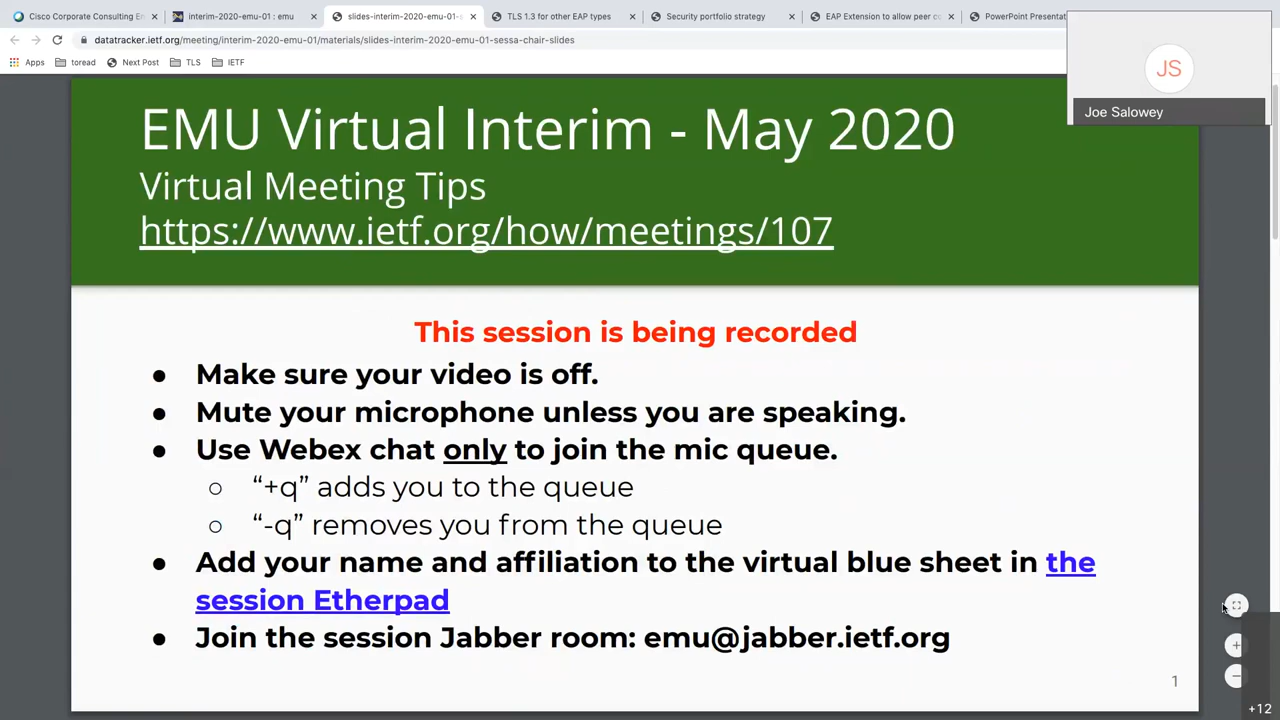 Cisco Corporate Consulting En
interim-2020-emu-01 : emu
slides-interim-2020-emu-01-
TLS 1.3 for other EAP types
Security portfolio strategy
EAP Extension to allow peer co
PowerPoint Presentat
datatracker.ietf.org/meeting/interim-2020-emu-01/materials/slides-interim-2020-emu-01-sessa-chair-slides
Apps
toread
Next Post
TLS
IETF
JS
Joe Salowey
EMU Virtual Interim - May 2020
Virtual Meeting Tips
https://www.ietf.org/how/meetings/107
This session is being recorded
● Make sure your video is off.
● Mute your microphone unless you are speaking.
● Use Webex chat only to join the mic queue.
○ “+q” adds you to the queue
○ “-q” removes you from the queue
● Add your name and affiliation to the virtual blue sheet in the
session Etherpad
● Join the session Jabber room: emu@jabber.ietf.org
1
+12